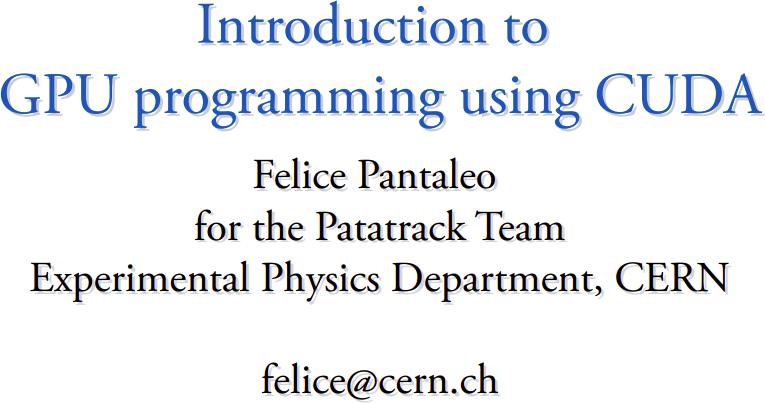 Introduction to
GPU programming using CUDA
Felice Pantaleo
for the Patatrack Team
Experimental Physics Department, CERN
felice@cern.ch